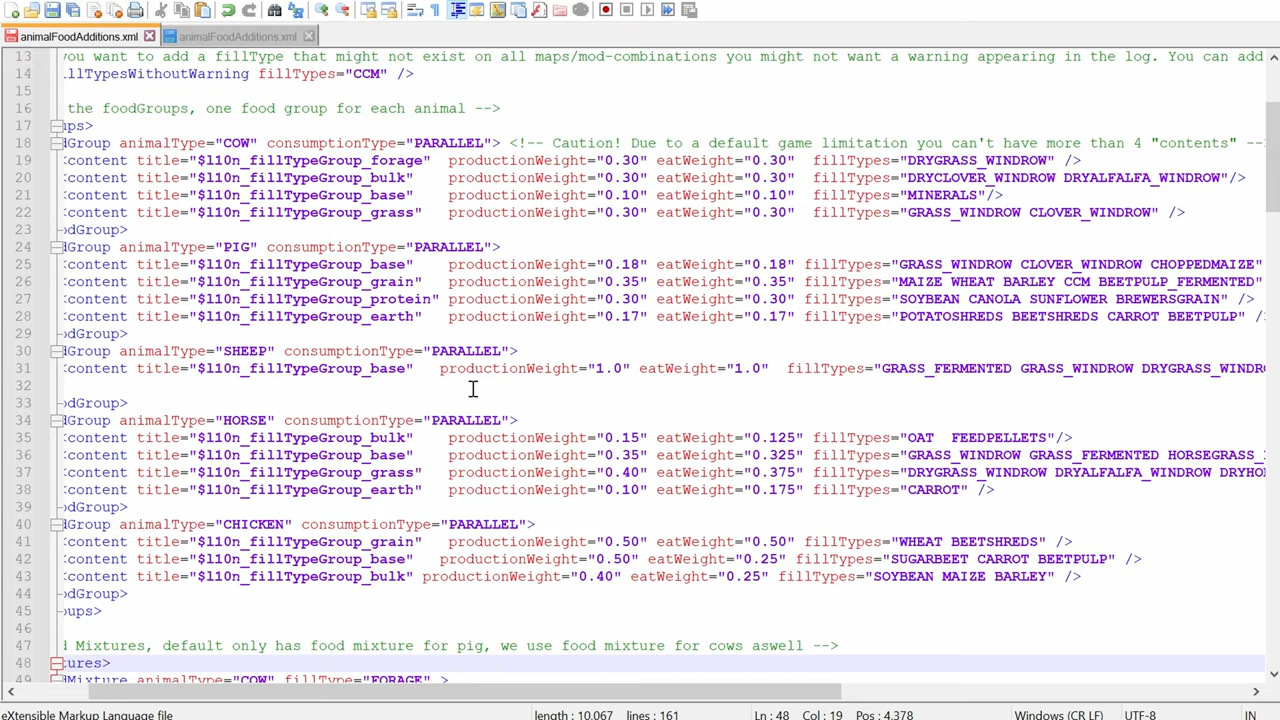 animalFoodAdditions.xml animalFoodAdditions.xml
13 you want to add a fillType that might not exist on all maps/mod-combinations you might not want a warning appearing in the log. You can add
14 illTypesWithoutWarning fillTypes="CCM" />
15
16 the foodGroups, one food group for each animal -->
17 ups>
18 dGroup animalType="COW" consumptionType="PARALLEL"> <!-- Caution! Due to a default game limitation you can't have more than 4 "contents" --
19 <content title="$l10n_fillTypeGroup_forage" productionWeight="0.30" eatWeight="0.30" fillTypes="DRYGRASS_WINDROW" />
20 <content title="$l10n_fillTypeGroup_bulk" productionWeight="0.30" eatWeight="0.30" fillTypes="DRYCLOVER_WINDROW DRYALFALFA_WINDROW"/>
21 <content title="$l10n_fillTypeGroup_base" productionWeight="0.10" eatWeight="0.10" fillTypes="MINERALS"/>
22 <content title="$l10n_fillTypeGroup_grass" productionWeight="0.30" eatWeight="0.30" fillTypes="GRASS_WINDROW CLOVER_WINDROW" />
23 odGroup>
24 dGroup animalType="PIG" consumptionType="PARALLEL">
25 <content title="$l10n_fillTypeGroup_base" productionWeight="0.18" eatWeight="0.18" fillTypes="GRASS_WINDROW CLOVER_WINDROW CHOPPEDMAIZE"
26 <content title="$l10n_fillTypeGroup_grain" productionWeight="0.35" eatWeight="0.35" fillTypes="MAIZE WHEAT BARLEY CCM BEETPULP_FERMENTED"
27 <content title="$l10n_fillTypeGroup_protein" productionWeight="0.30" eatWeight="0.30" fillTypes="SOYBEAN CANOLA SUNFLOWER BREWERSGRAIN" />
28 <content title="$l10n_fillTypeGroup_earth" productionWeight="0.17" eatWeight="0.17" fillTypes="POTATOSHREDS BEETSHREDS CARROT BEETPULP" /
29 odGroup>
30 dGroup animalType="SHEEP" consumptionType="PARALLEL">
31 <content title="$l10n_fillTypeGroup_base" productionWeight="1.0" eatWeight="1.0" fillTypes="GRASS_FERMENTED GRASS_WINDROW DRYGRASS_WINDR
32
33 odGroup>
34 dGroup animalType="HORSE" consumptionType="PARALLEL">
35 <content title="$l10n_fillTypeGroup_bulk" productionWeight="0.15" eatWeight="0.125" fillTypes="OAT FEEDPELLETS"/>
36 <content title="$l10n_fillTypeGroup_base" productionWeight="0.35" eatWeight="0.325" fillTypes="GRASS_WINDROW GRASS_FERMENTED HORSEGRASS_
37 <content title="$l10n_fillTypeGroup_grass" productionWeight="0.40" eatWeight="0.375" fillTypes="DRYGRASS_WINDROW DRYALFALFA_WINDROW DRYHO
38 <content title="$l10n_fillTypeGroup_earth" productionWeight="0.10" eatWeight="0.175" fillTypes="CARROT" />
39 odGroup>
40 dGroup animalType="CHICKEN" consumptionType="PARALLEL">
41 <content title="$l10n_fillTypeGroup_grain" productionWeight="0.50" eatWeight="0.50" fillTypes="WHEAT BEETSHREDS" />
42 <content title="$l10n_fillTypeGroup_base" productionWeight="0.50" eatWeight="0.25" fillTypes="SUGARBEET CARROT BEETPULP" />
43 <content title="$l10n_fillTypeGroup_bulk" productionWeight="0.40" eatWeight="0.25" fillTypes="SOYBEAN MAIZE BARLEY" />
44 odGroup>
45 oups>
46
47 d Mixtures, default only has food mixture for pig, we use food mixture for cows aswell -->
48 tures>
49 dMixture animalType="COW" fillType="FORAGE" >
eXtensible Markup Language file length : 10.067 lines : 161 Ln : 48 Col : 19 Pos : 4.378 Windows (CR LF) UTF-8 IN